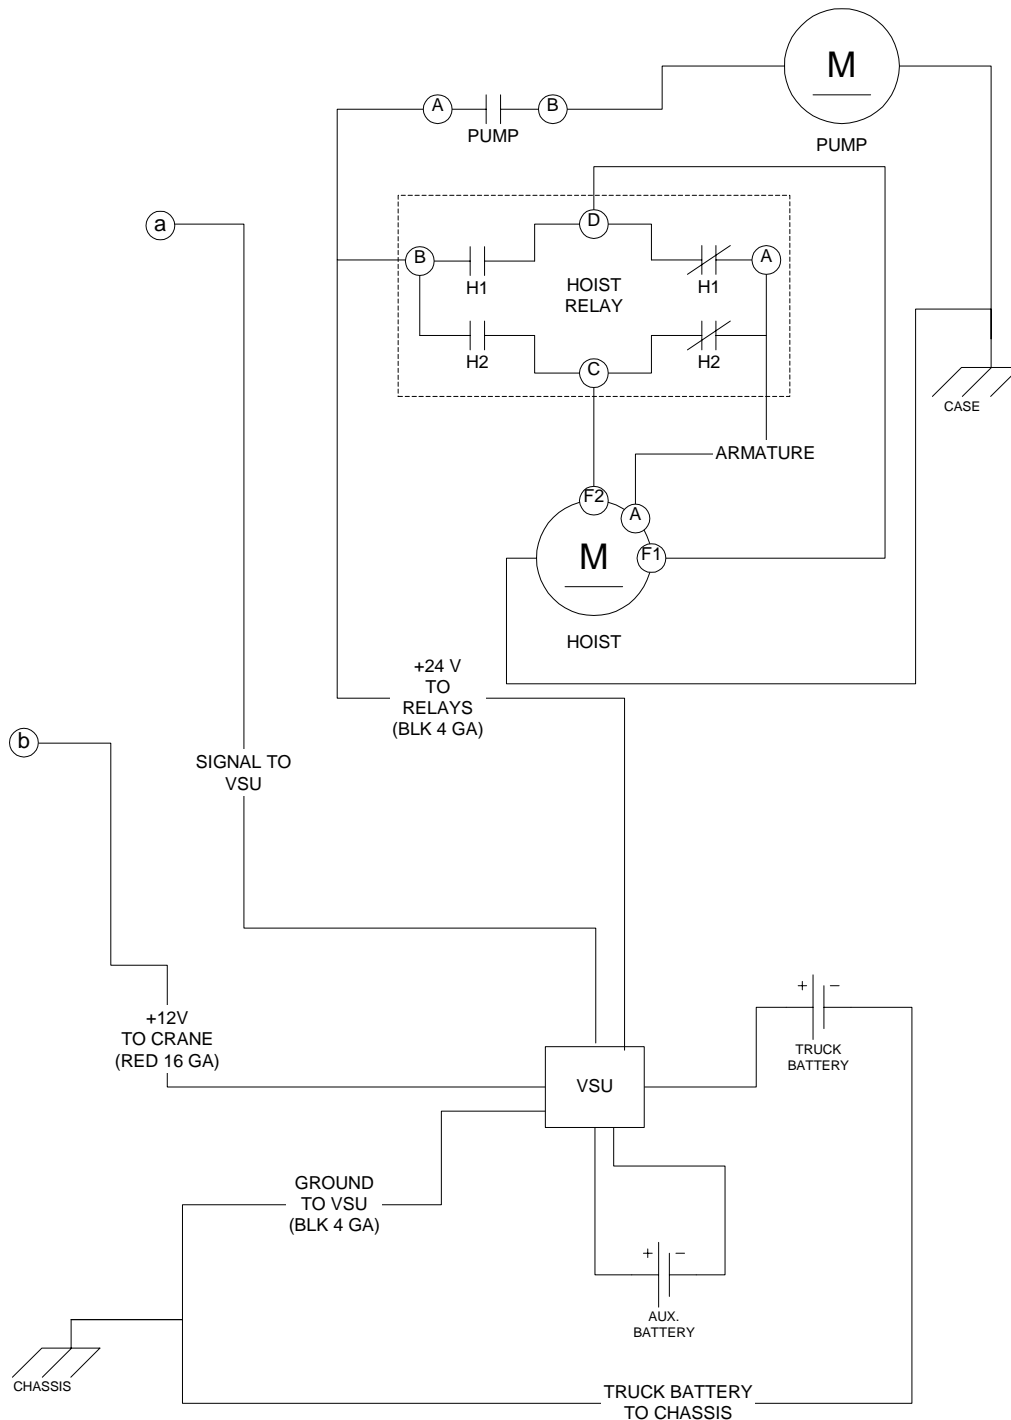 M
A
B
PUMP
PUMP
a
D
B
A
H1
HOIST
RELAY
H1
H2
H2
C
CASE
ARMATURE
F2
A
M
F1
HOIST
+24 V
TO
RELAYS
(BLK 4 GA)
b
SIGNAL TO
VSU
+ −
+12V
TO CRANE
(RED 16 GA)
TRUCK
BATTERY
VSU
GROUND
TO VSU
(BLK 4 GA)
+ −
AUX.
BATTERY
CHASSIS
TRUCK BATTERY
TO CHASSIS